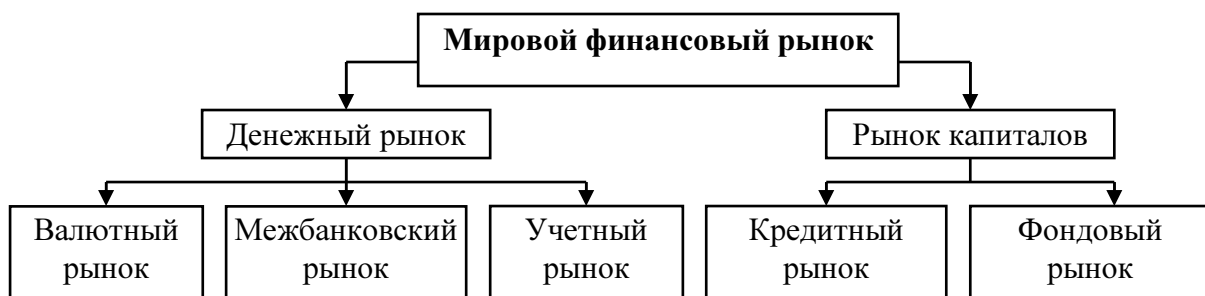 Мировой финансовый рынок
Денежный рынок
Рынок капиталов
Валютный
рынок
Межбанковский
рынок
Учетный
рынок
Кредитный
рынок
Фондовый
рынок